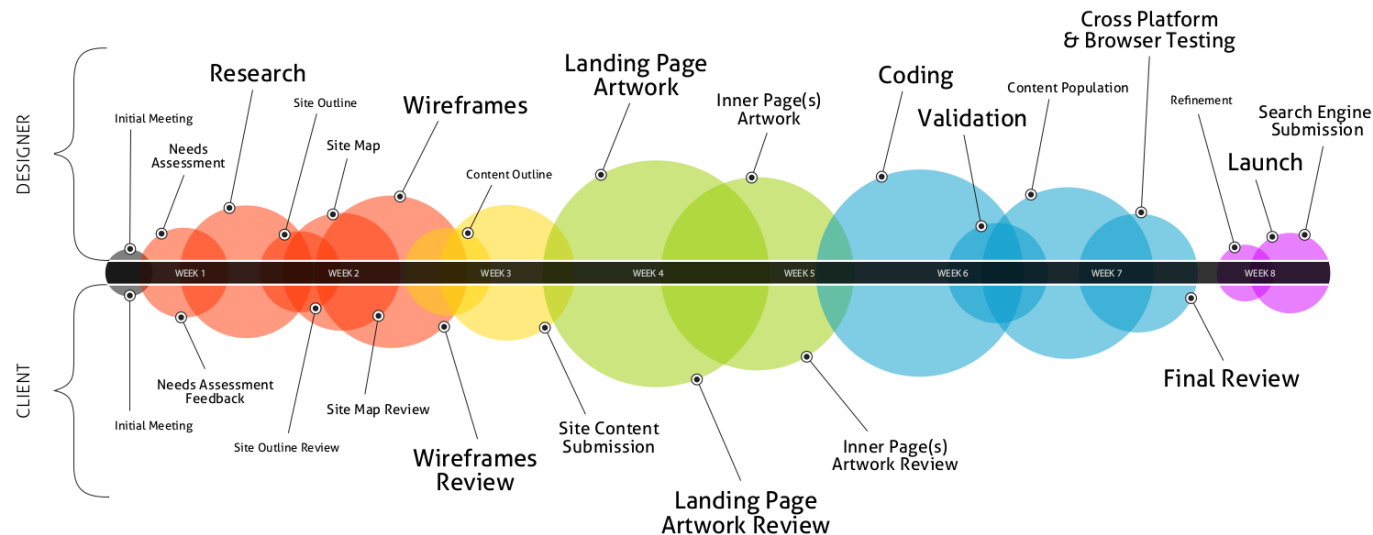 DESIGNER
Initial Meeting
Needs
Assessment
Research
Site Outline
Site Map
Wireframes
Content Outline
Landing Page
Artwork
Inner Page(s)
Artwork
Coding
Validation
Content Population
Cross Platform
& Browser Testing
Refinement
Launch
Search Engine
Submission
WEEK 1
WEEK 2
WEEK 3
WEEK 4
WEEK 5
WEEK 6
WEEK 7
WEEK 8
CLIENT
Initial Meeting
Needs Assessment
Feedback
Site Outline Review
Site Map Review
Wireframes
Review
Site Content
Submission
Landing Page
Artwork Review
Inner Page(s)
Artwork Review
Final Review